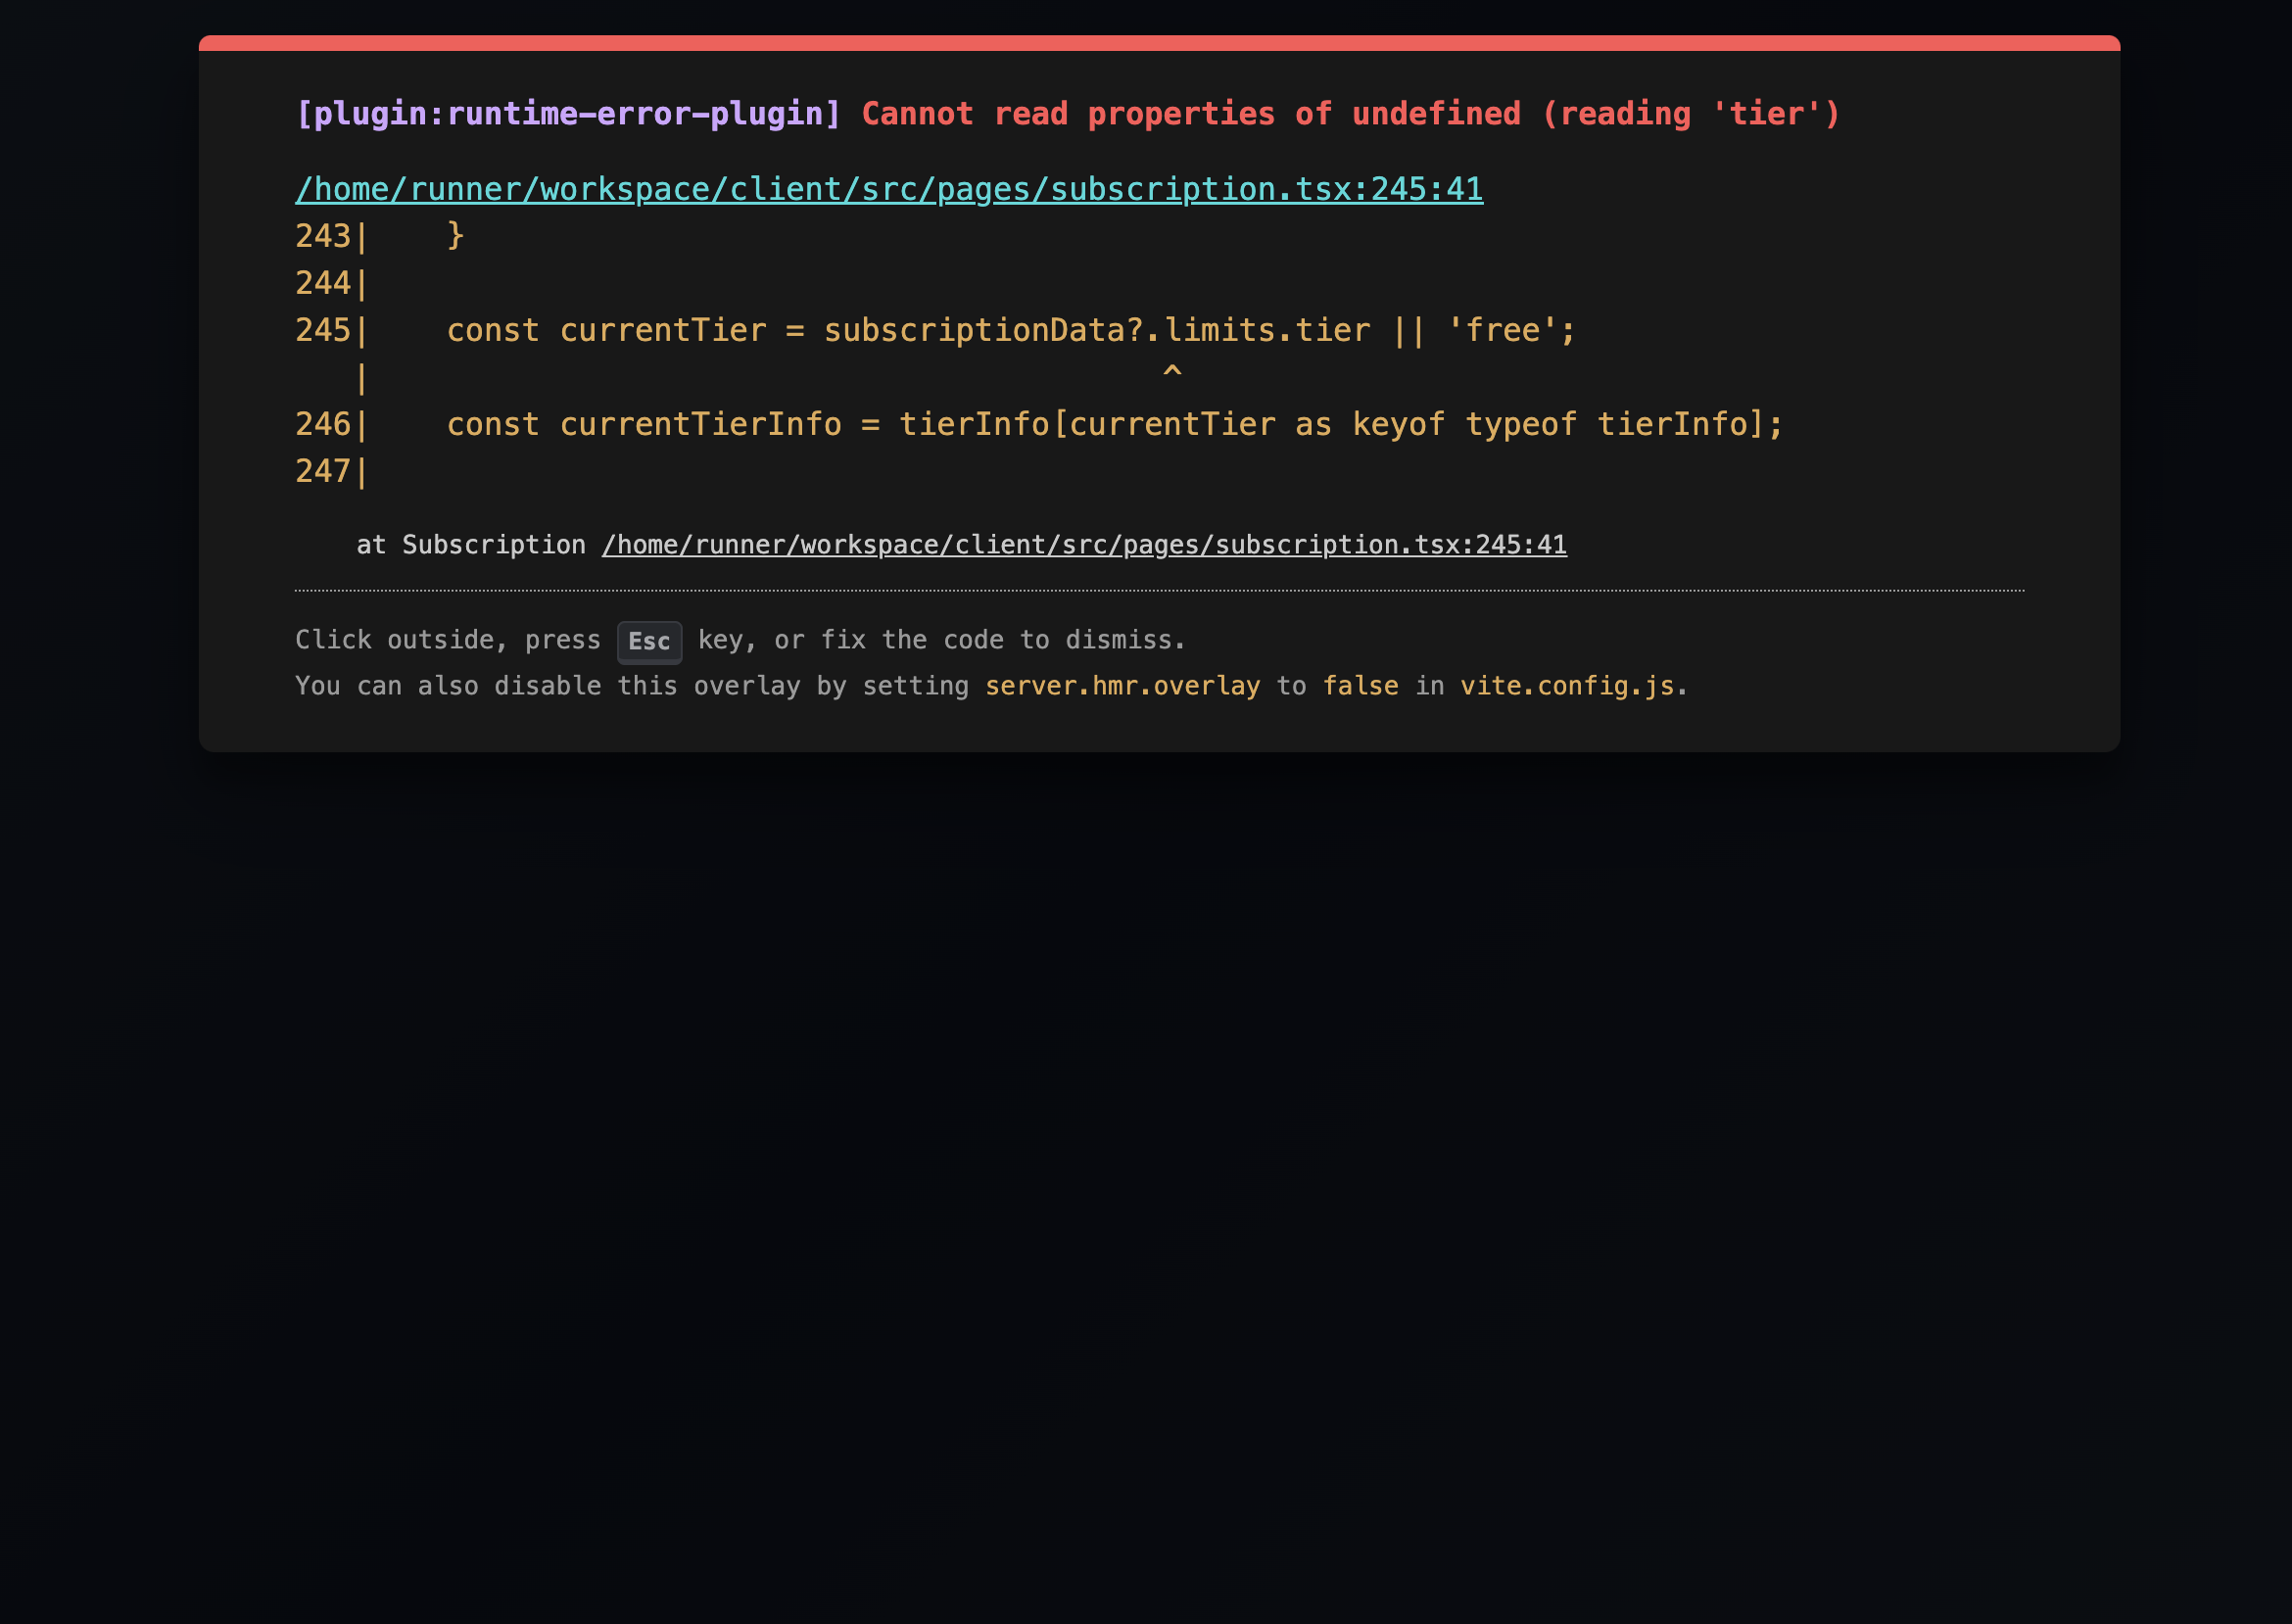 [plugin:runtime-error-plugin] Cannot read properties of undefined (reading 'tier')
/home/runner/workspace/client/src/pages/subscription.tsx:245:41
243|    }
244|
245|    const currentTier = subscriptionData?.limits.tier || 'free';
   |                                          ^
246|    const currentTierInfo = tierInfo[currentTier as keyof typeof tierInfo];
247|
    at Subscription /home/runner/workspace/client/src/pages/subscription.tsx:245:41
Click outside, press Esc key, or fix the code to dismiss.
You can also disable this overlay by setting server.hmr.overlay to false in vite.config.js.